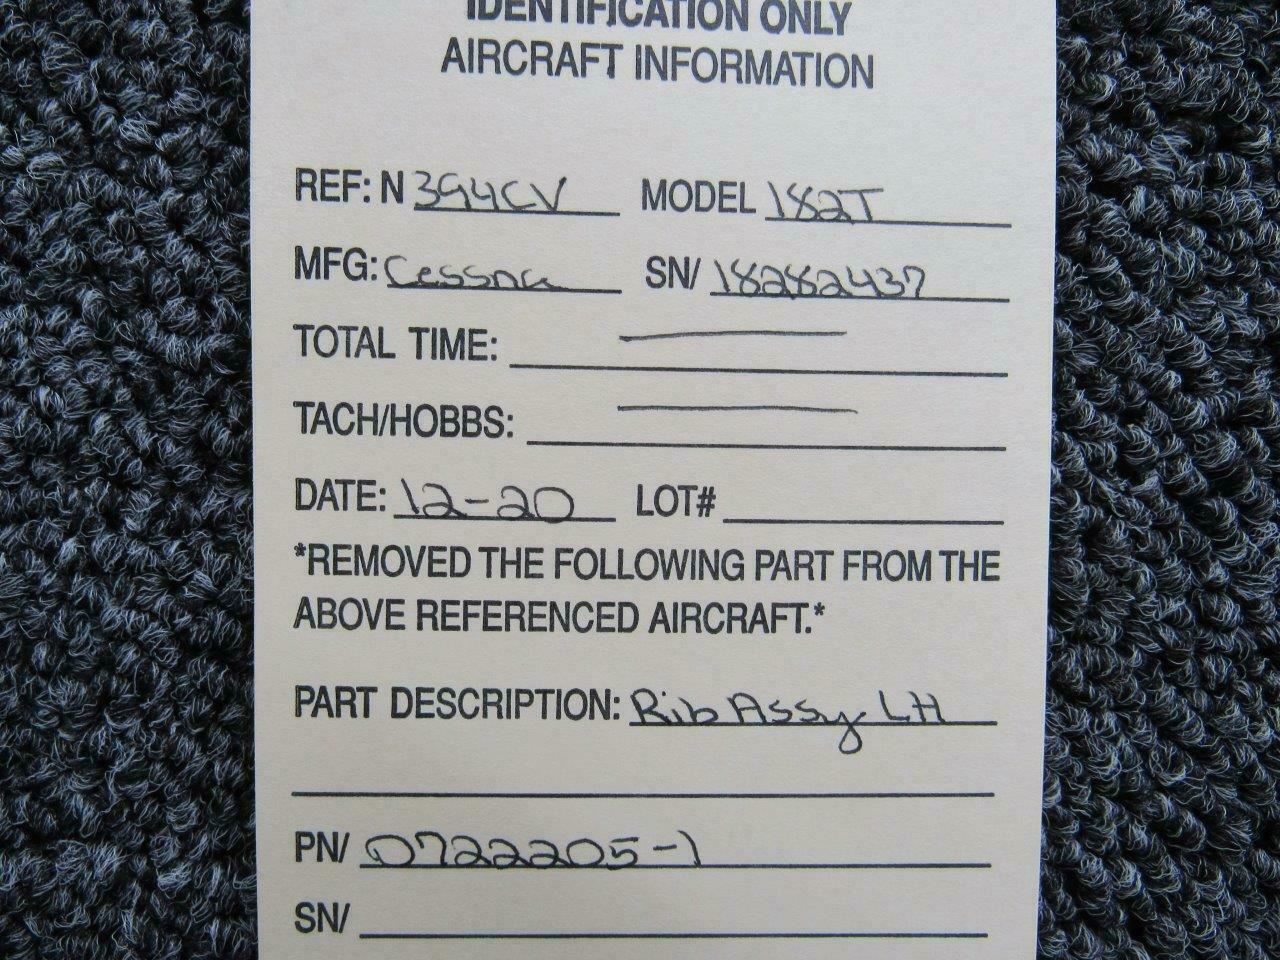 IDENTIFICATION ONLY
AIRCRAFT INFORMATION
REF: N 394CV MODEL 182T
MFG: Cessna SN/ 18282437
TOTAL TIME:
TACH/HOBBS:
DATE: 12-20 LOT#
*REMOVED THE FOLLOWING PART FROM THE
ABOVE REFERENCED AIRCRAFT.*
PART DESCRIPTION: Rib Assy LH
PN/ 0722205-1
SN/